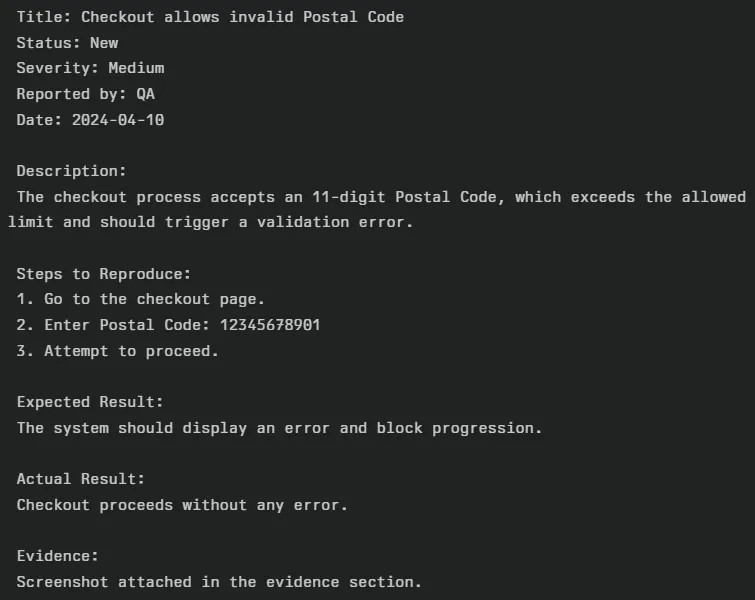 Title: Checkout allows invalid Postal Code
Status: New
Severity: Medium
Reported by: QA
Date: 2024-04-10
Description:
The checkout process accepts an 11-digit Postal Code, which exceeds the allowed
limit and should trigger a validation error.
Steps to Reproduce:
1. Go to the checkout page.
2. Enter Postal Code: 12345678901
3. Attempt to proceed.
Expected Result:
The system should display an error and block progression.
Actual Result:
Checkout proceeds without any error.
Evidence:
Screenshot attached in the evidence section.